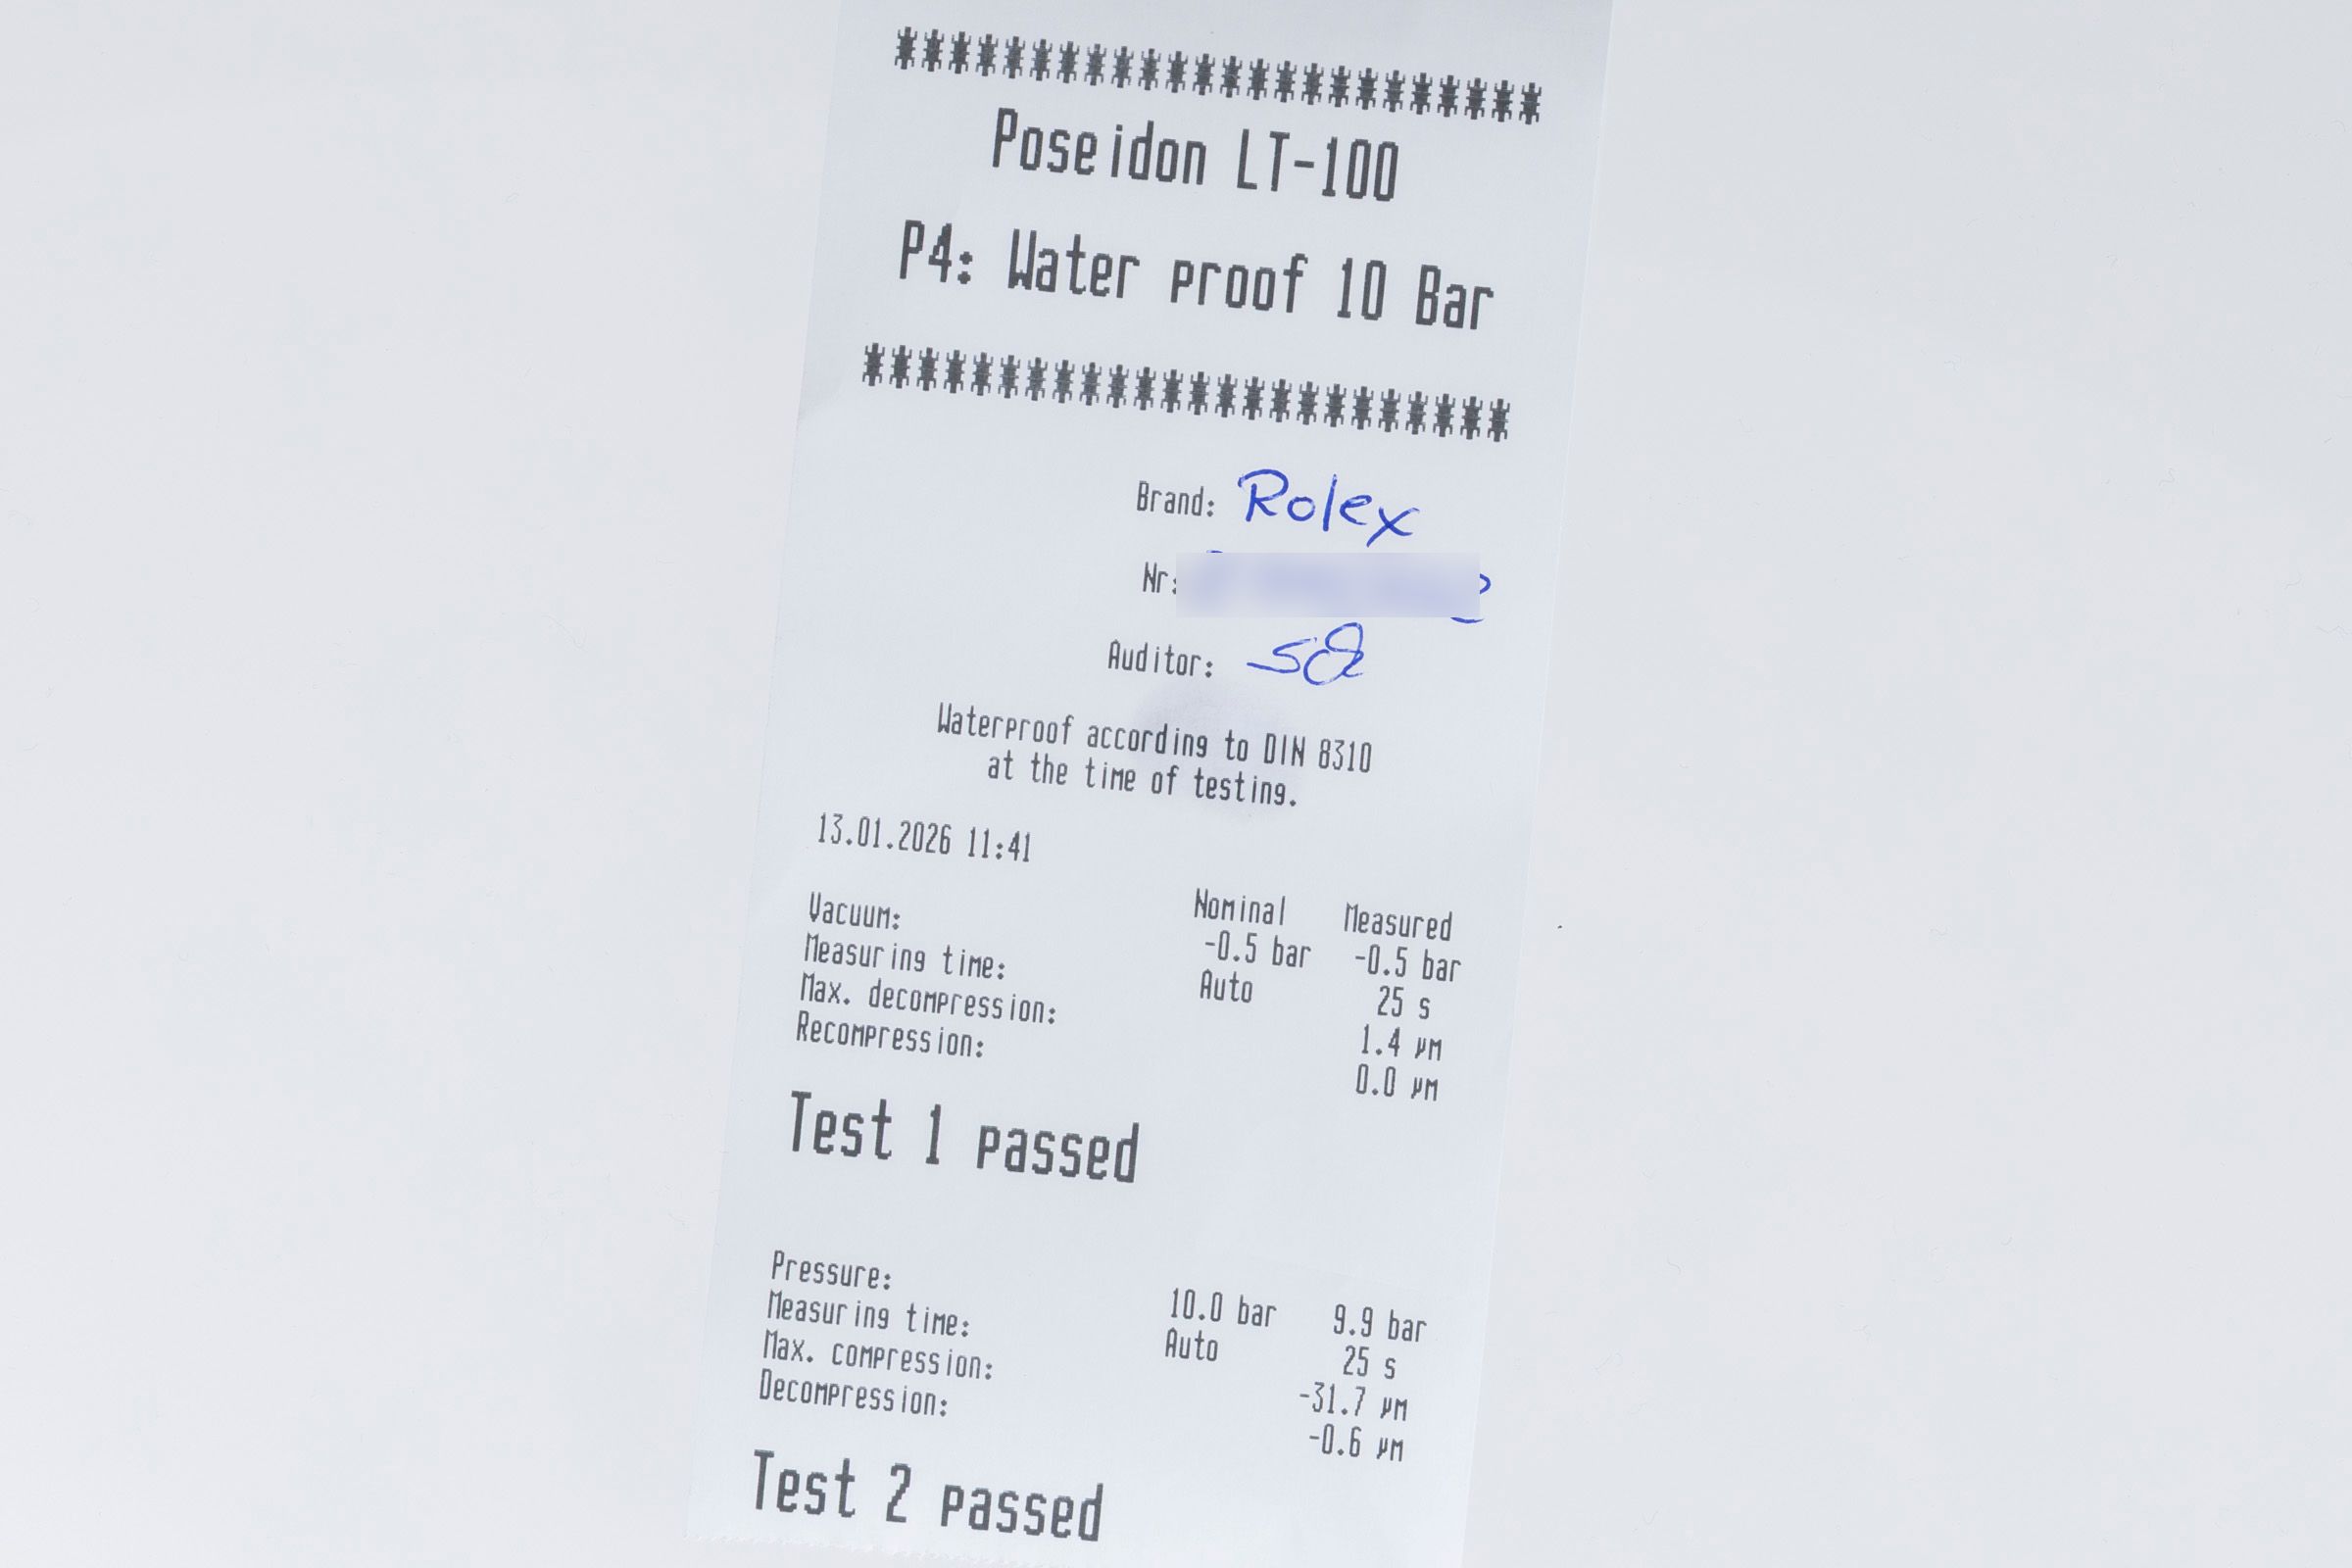 ************************
Poseidon LT-100
P4: Water proof 10 Bar
************************
Brand: Rolex
Nr:
Auditor:
Waterproof according to DIN 8310
at the time of testing.
13.01.2026 11:41
Nominal Measured
Vacuum: -0.5 bar -0.5 bar
Measuring time: Auto 25 s
Max. decompression: 1.4 µm
Recompression: 0.0 µm
Test 1 passed
Pressure: 10.0 bar 9.9 bar
Measuring time: Auto 25 s
Max. compression: -31.7 µm
Decompression: -0.6 µm
Test 2 passed